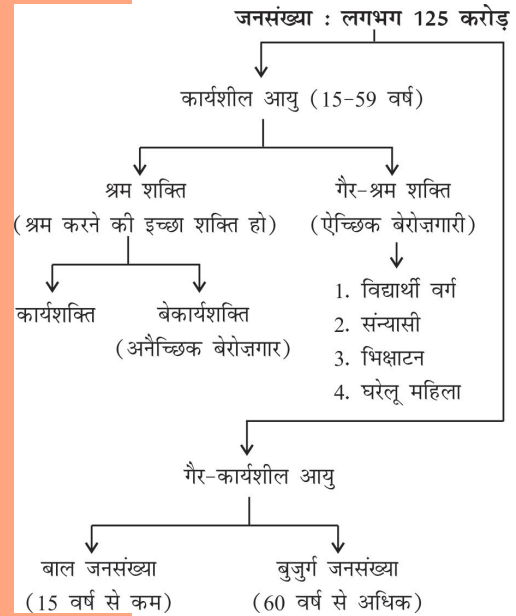 जनसंख्या : लगभग 125 करोड़
कार्यशील आयु (15-59 वर्ष)
श्रम शक्ति
(श्रम करने की इच्छा शक्ति हो)
गैर-श्रम शक्ति
(ऐच्छिक बेरोज़गारी)
कार्यशक्ति
बेकार्यशक्ति
(अनैच्छिक बेरोज़गार)
1. विद्यार्थी वर्ग
2. संन्यासी
3. भिक्षाटन
4. घरेलू महिला
गैर-कार्यशील आयु
बाल जनसंख्या
(15 वर्ष से कम)
बुजुर्ग जनसंख्या
(60 वर्ष से अधिक)